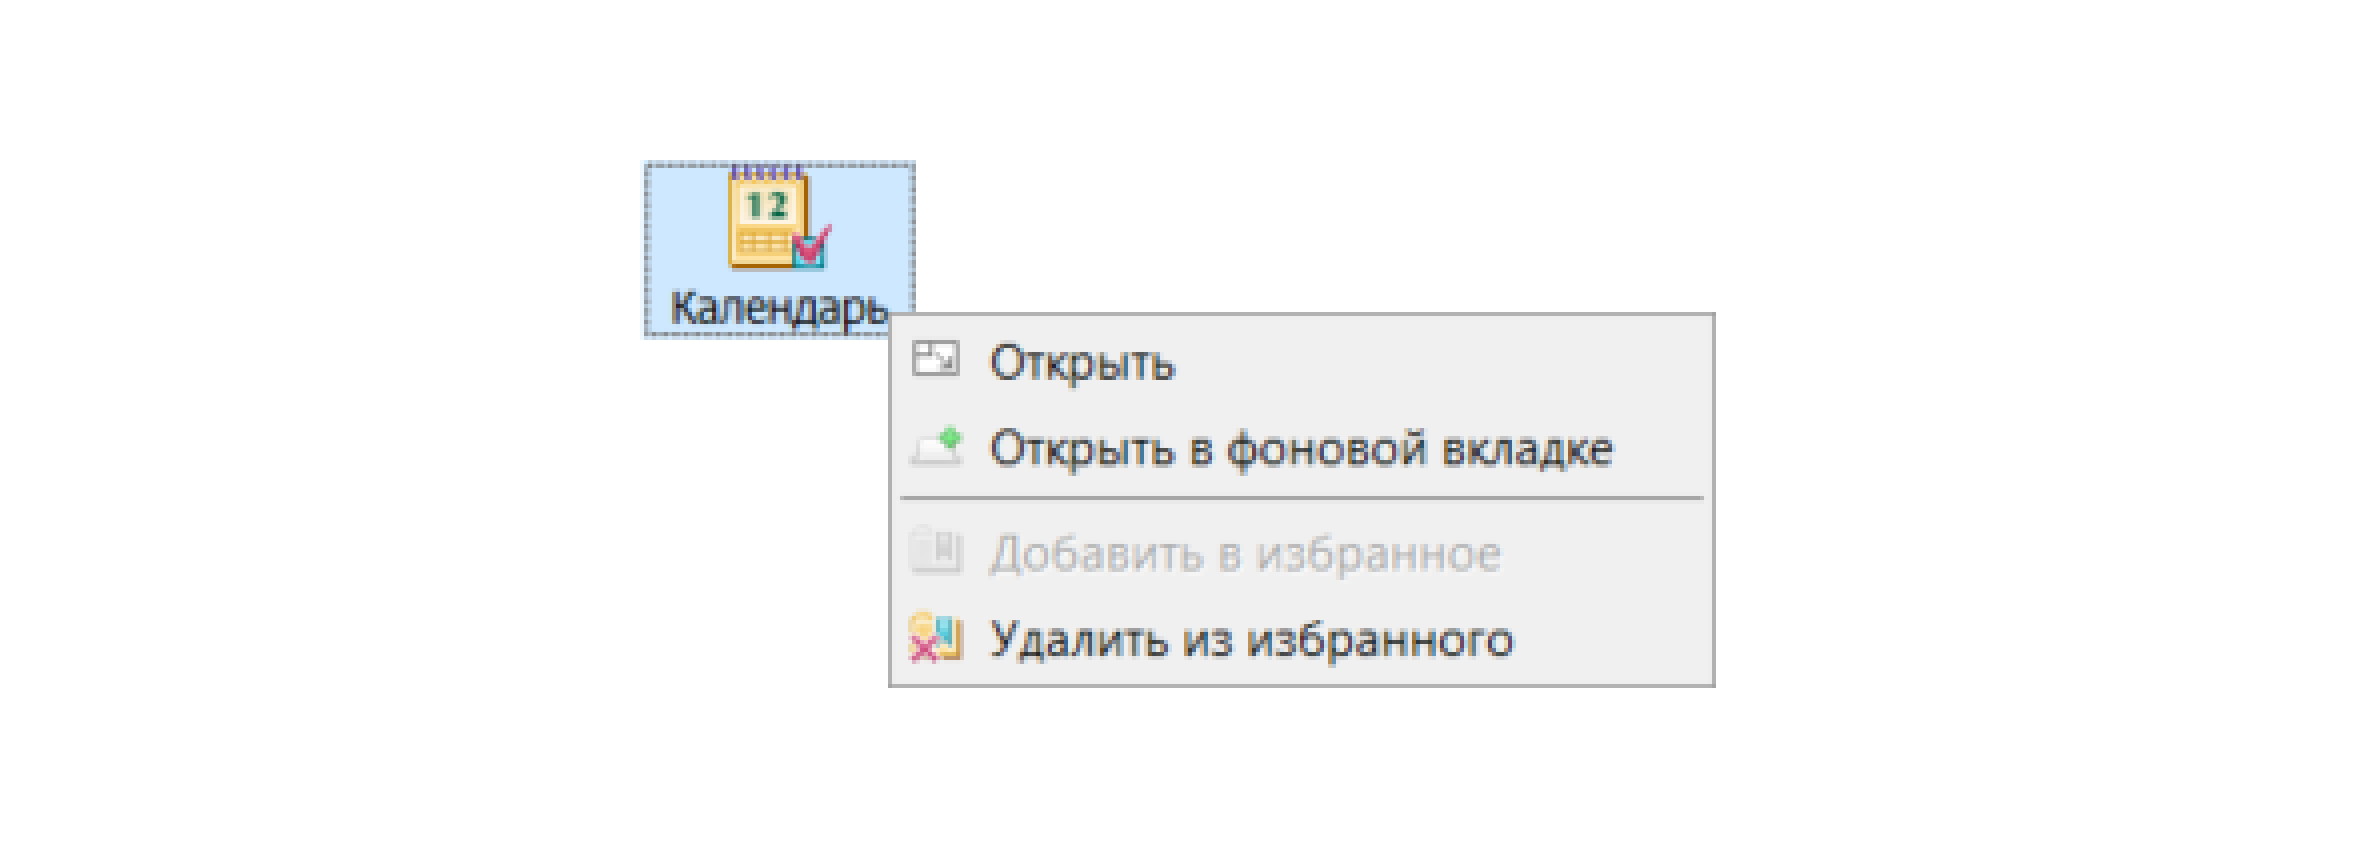 12
Календарь
Открыть
Открыть в фоновой вкладке
Добавить в избранное
Удалить из избранного